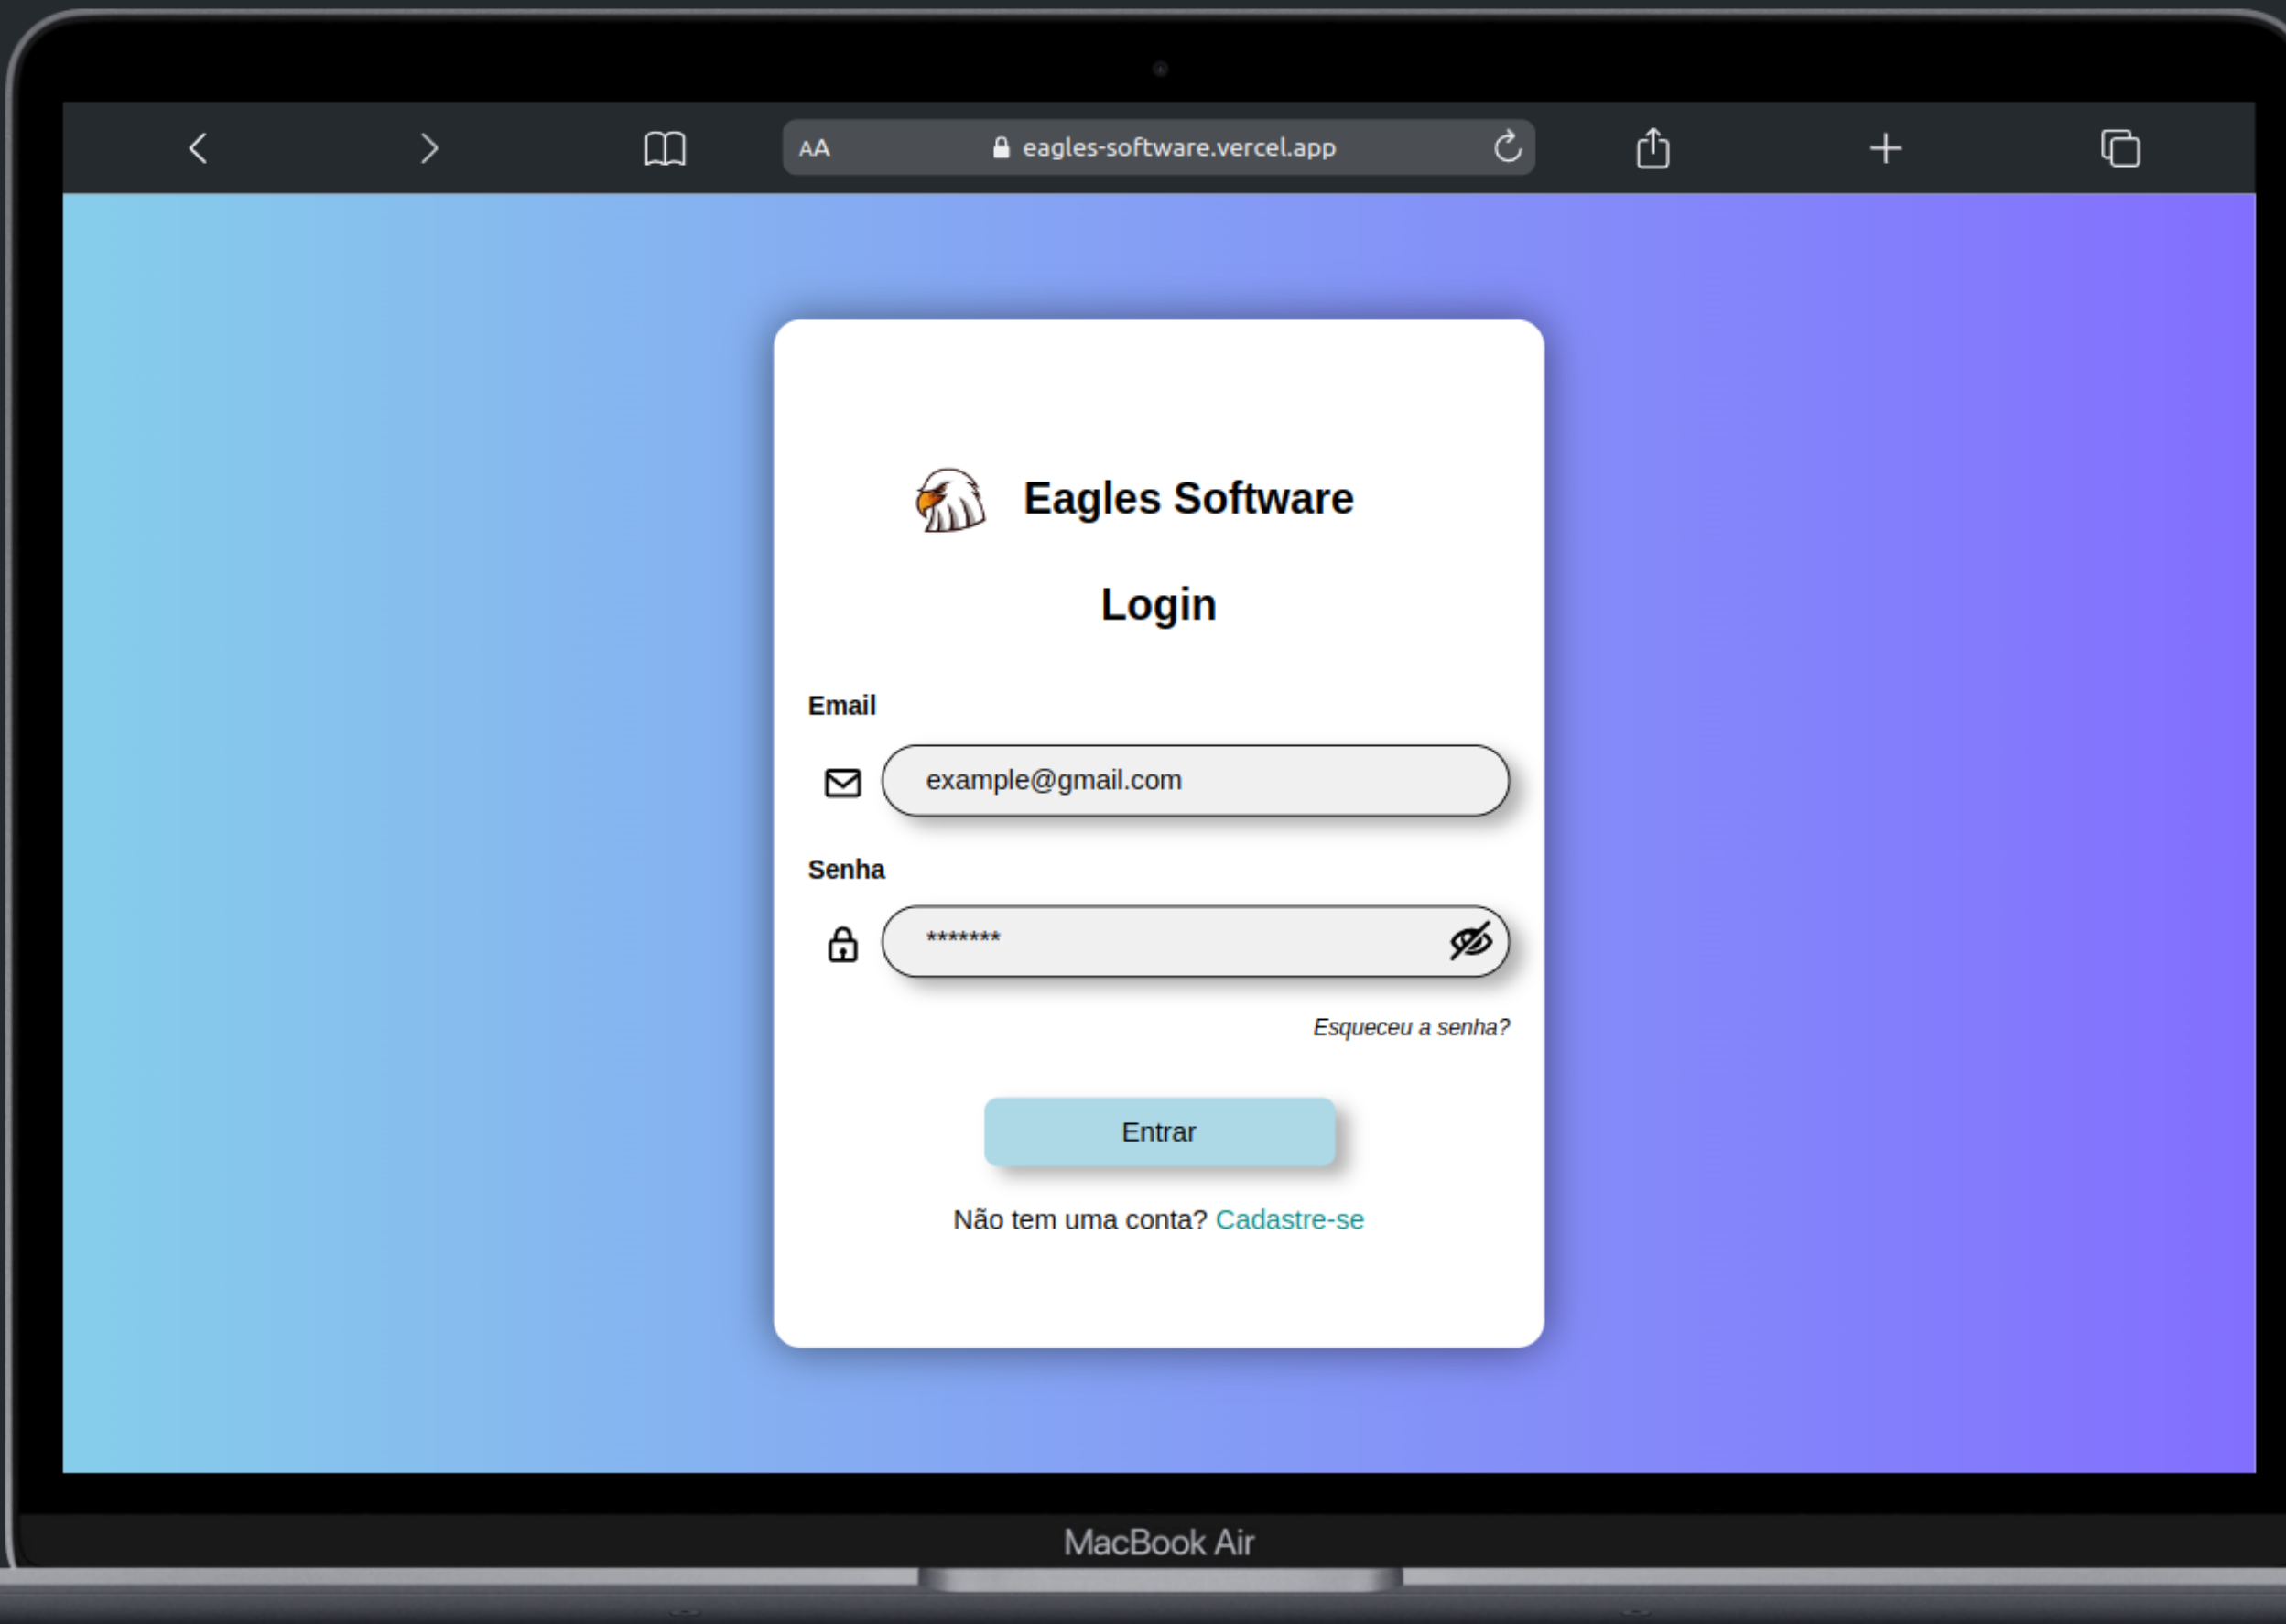 AA eagles-software.vercel.app
Eagles Software
Login
Email
example@gmail.com
Senha
*******
Esqueceu a senha?
Entrar
Não tem uma conta? Cadastre-se
MacBook Air